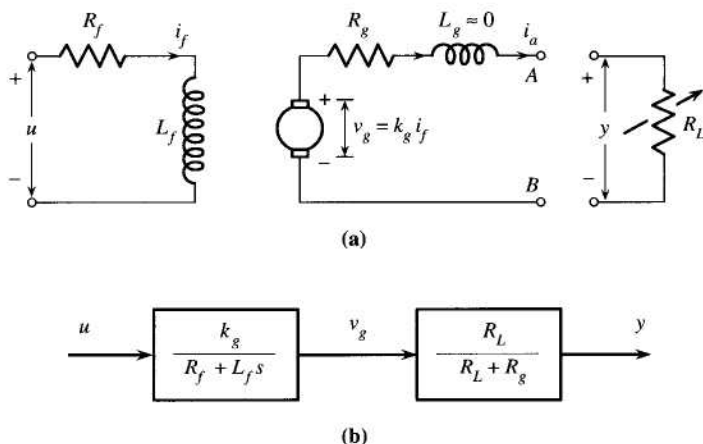 R_f i_f
+ u − L_f
R_g L_g ≈ 0 i_a
A
+ − v_g = k_g i_f
B
+ y − R_L
(a)
u k_g / (R_f + L_f s) v_g R_L / (R_L + R_g) y
(b)